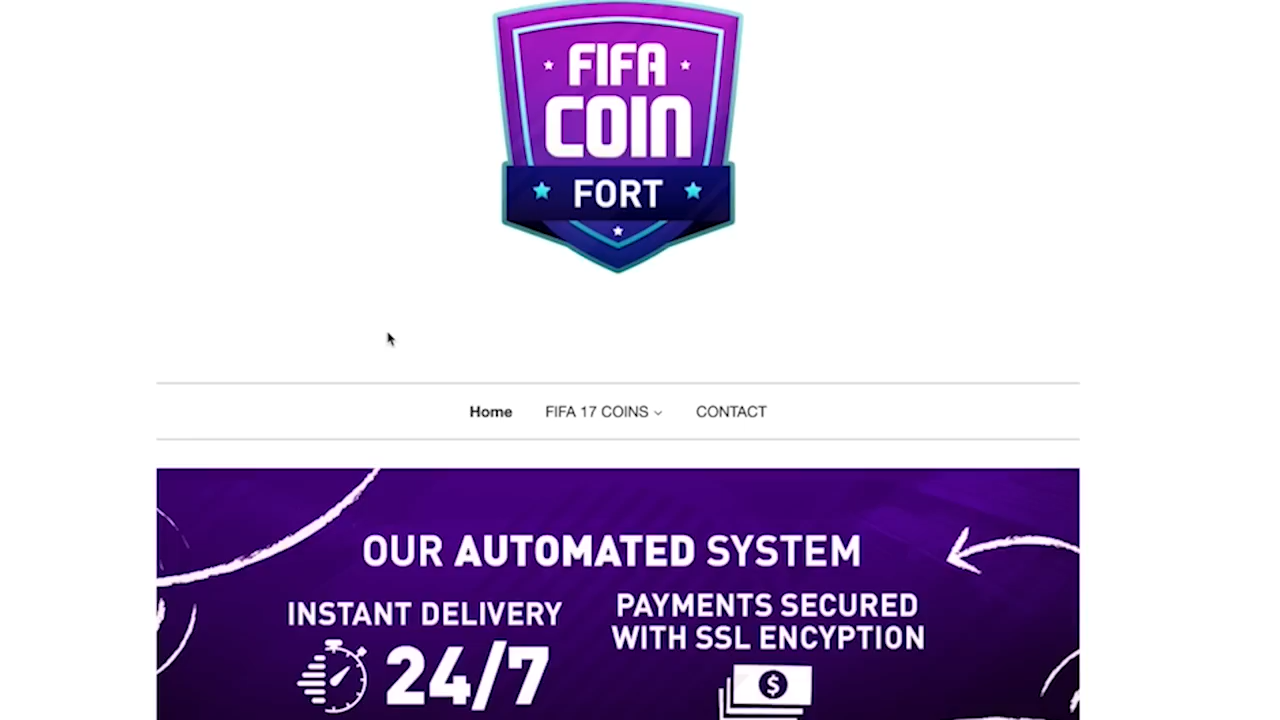 FIFA
COIN
FORT
Home FIFA 17 COINS CONTACT
OUR AUTOMATED SYSTEM
INSTANT DELIVERY
24/7
PAYMENTS SECURED
WITH SSL ENCYPTION
$